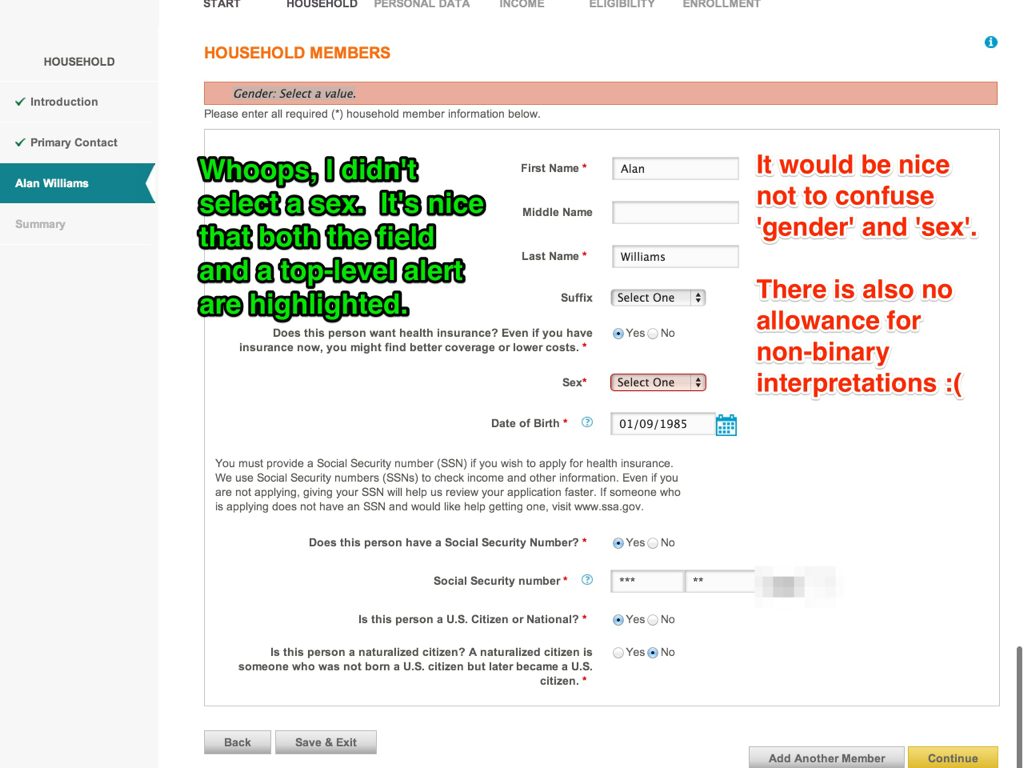 START HOUSEHOLD PERSONAL DATA INCOME ELIGIBILITY ENROLLMENT
HOUSEHOLD
Introduction
Primary Contact
Alan Williams
Summary
HOUSEHOLD MEMBERS
i
Gender: Select a value.
Please enter all required (*) household member information below.
Whoops, I didn't
select a sex. It's nice
that both the field
and a top-level alert
are highlighted.
First Name * Alan
Middle Name
Last Name * Williams
Suffix Select One
Does this person want health insurance? Even if you have
insurance now, you might find better coverage or lower costs. *
Yes No
Sex* Select One
Date of Birth * ? 01/09/1985
It would be nice
not to confuse
'gender' and 'sex'.
There is also no
allowance for
non-binary
interpretations :(
You must provide a Social Security number (SSN) if you wish to apply for health insurance.
We use Social Security numbers (SSNs) to check income and other information. Even if you
are not applying, giving your SSN will help us review your application faster. If someone who
is applying does not have an SSN and would like help getting one, visit www.ssa.gov.
Does this person have a Social Security Number? * Yes No
Social Security number * ? *** **
Is this person a U.S. Citizen or National? * Yes No
Is this person a naturalized citizen? A naturalized citizen is
someone who was not born a U.S. citizen but later became a U.S.
citizen. *
Yes No
Back Save & Exit
Add Another Member Continue